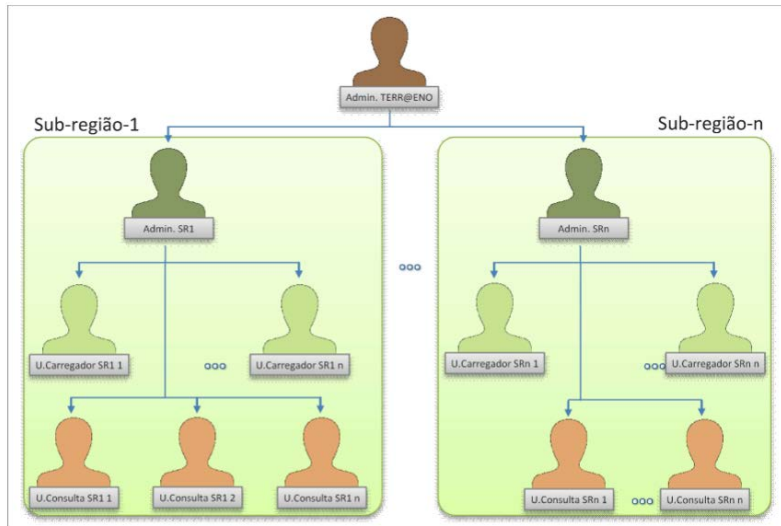 Admin. TERR@ENO
Sub-região-1
Sub-região-n
Admin. SR1
Admin. SRn
U.Carregador SR1 1
U.Carregador SR1 n
U.Carregador SRn 1
U.Carregador SRn n
U.Consulta SR1 1
U.Consulta SR1 2
U.Consulta SR1 n
U.Consulta SRn 1
U.Consulta SRn n